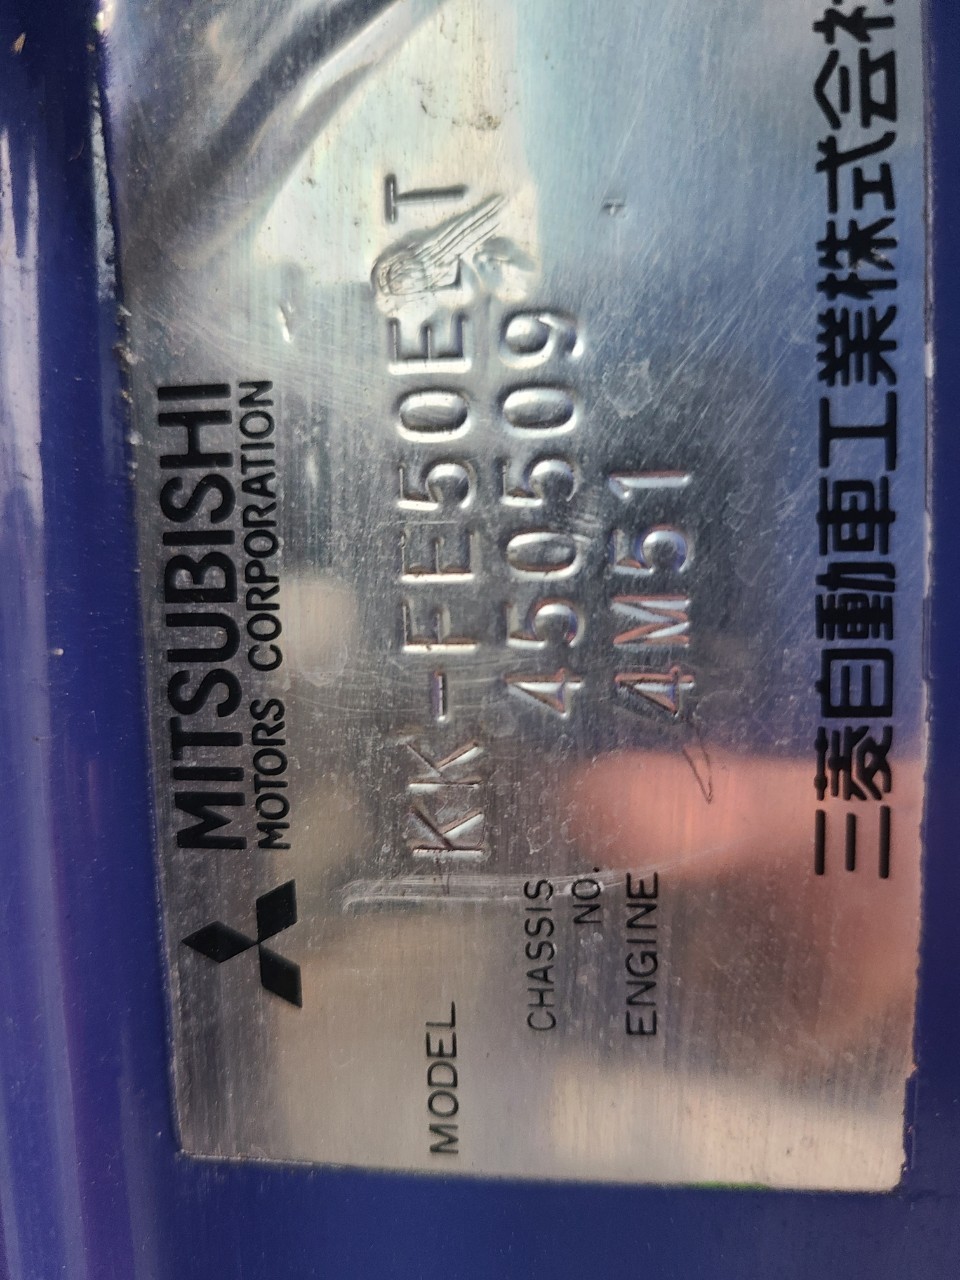 MITSUBISHI
MOTORS CORPORATION
MODEL KK-FE50EBT
CHASSIS NO. 450509
ENGINE 4M51
三菱自動車工業株式会社